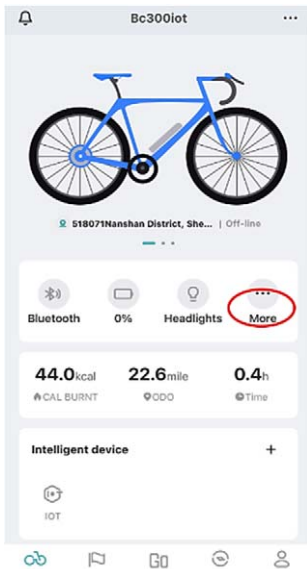 Bc300iot
518071Nanshan District, She... | Off-line
Bluetooth 0% Headlights More
44.0kcal 22.6mile 0.4h
CAL BURNT ODO Time
Intelligent device +
IOT
GO